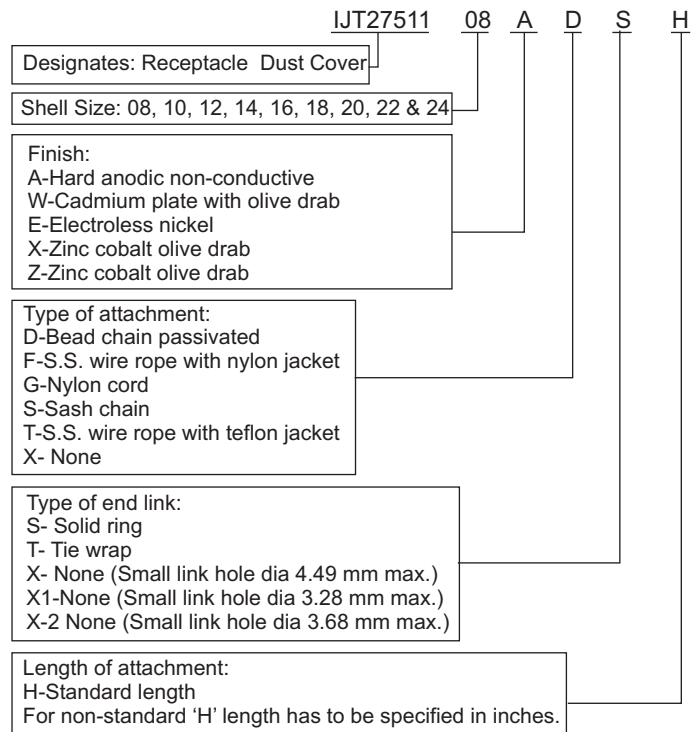 IJT27511 08 A D S H
Designates: Receptacle Dust Cover
Shell Size: 08, 10, 12, 14, 16, 18, 20, 22 & 24
Finish:
A-Hard anodic non-conductive
W-Cadmium plate with olive drab
E-Electroless nickel
X-Zinc cobalt olive drab
Z-Zinc cobalt olive drab
Type of attachment:
D-Bead chain passivated
F-S.S. wire rope with nylon jacket
G-Nylon cord
S-Sash chain
T-S.S. wire rope with teflon jacket
X- None
Type of end link:
S- Solid ring
T- Tie wrap
X- None (Small link hole dia 4.49 mm max.)
X1-None (Small link hole dia 3.28 mm max.)
X-2 None (Small link hole dia 3.68 mm max.)
Length of attachment:
H-Standard length
For non-standard ‘H’ length has to be specified in inches.